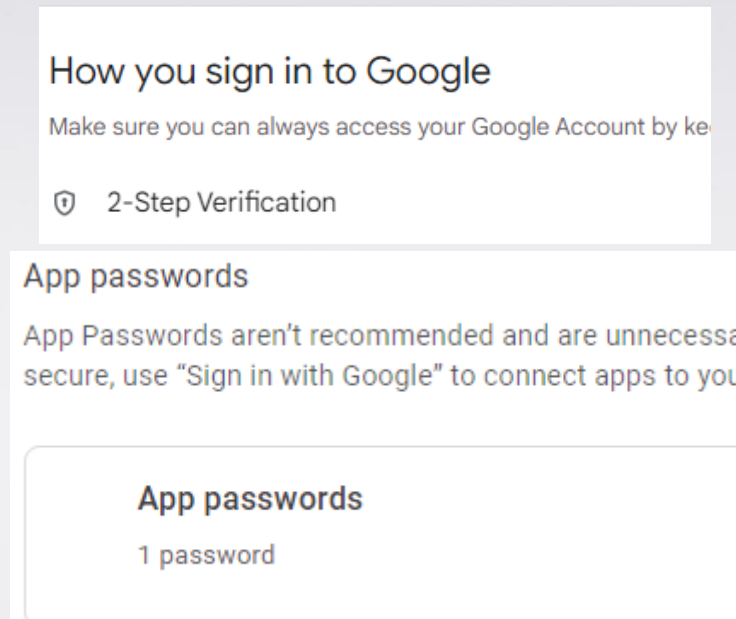 How you sign in to Google
Make sure you can always access your Google Account by
2-Step Verification
App passwords
App Passwords aren’t recommended and are
secure, use “Sign in with Google” to connect apps to
App passwords
1 password